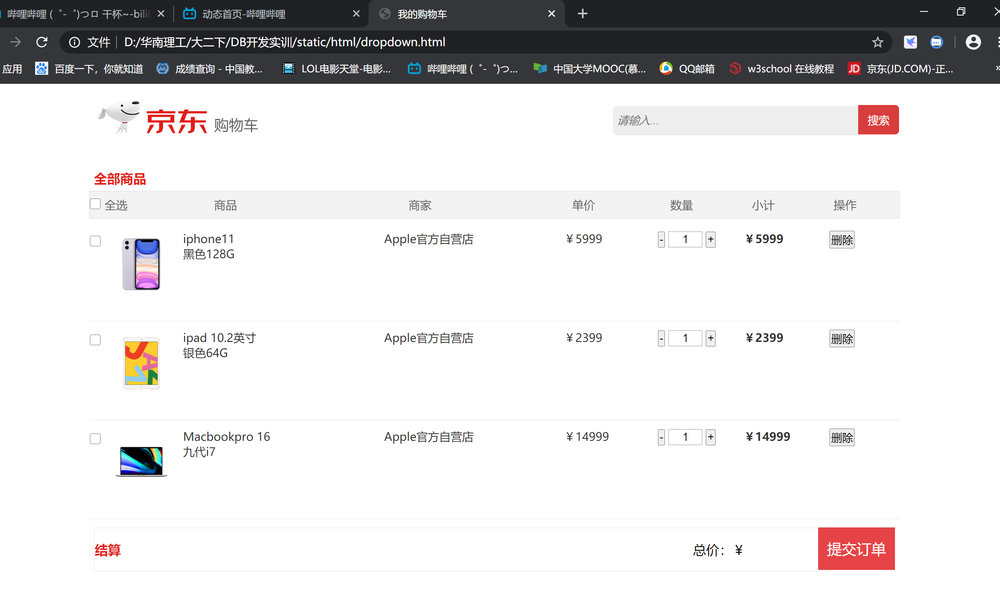 哔哩哔哩 (゜-゜)つロ 干杯~-bili
动态首页-哔哩哔哩
我的购物车
文件
D:/华南理工/大二下/DB开发实训/static/html/dropdown.html
应用
百度一下，你就知道
成绩查询 - 中国教...
LOL电影天堂-电影...
哔哩哔哩 (゜-゜)つ...
中国大学MOOC(慕...
QQ邮箱
w3school 在线教程
JD
京东(JD.COM)-正...
京东 购物车
请输入...
搜索
全部商品
全选 商品 商家 单价 数量 小计 操作
iphone11 Apple官方自营店 ¥ 5999 - 1 + ¥ 5999 删除
黑色128G
ipad 10.2英寸 Apple官方自营店 ¥ 2399 - 1 + ¥ 2399 删除
银色64G
Macbookpro 16 Apple官方自营店 ¥ 14999 - 1 + ¥ 14999 删除
九代i7
结算 总价： ¥ 提交订单